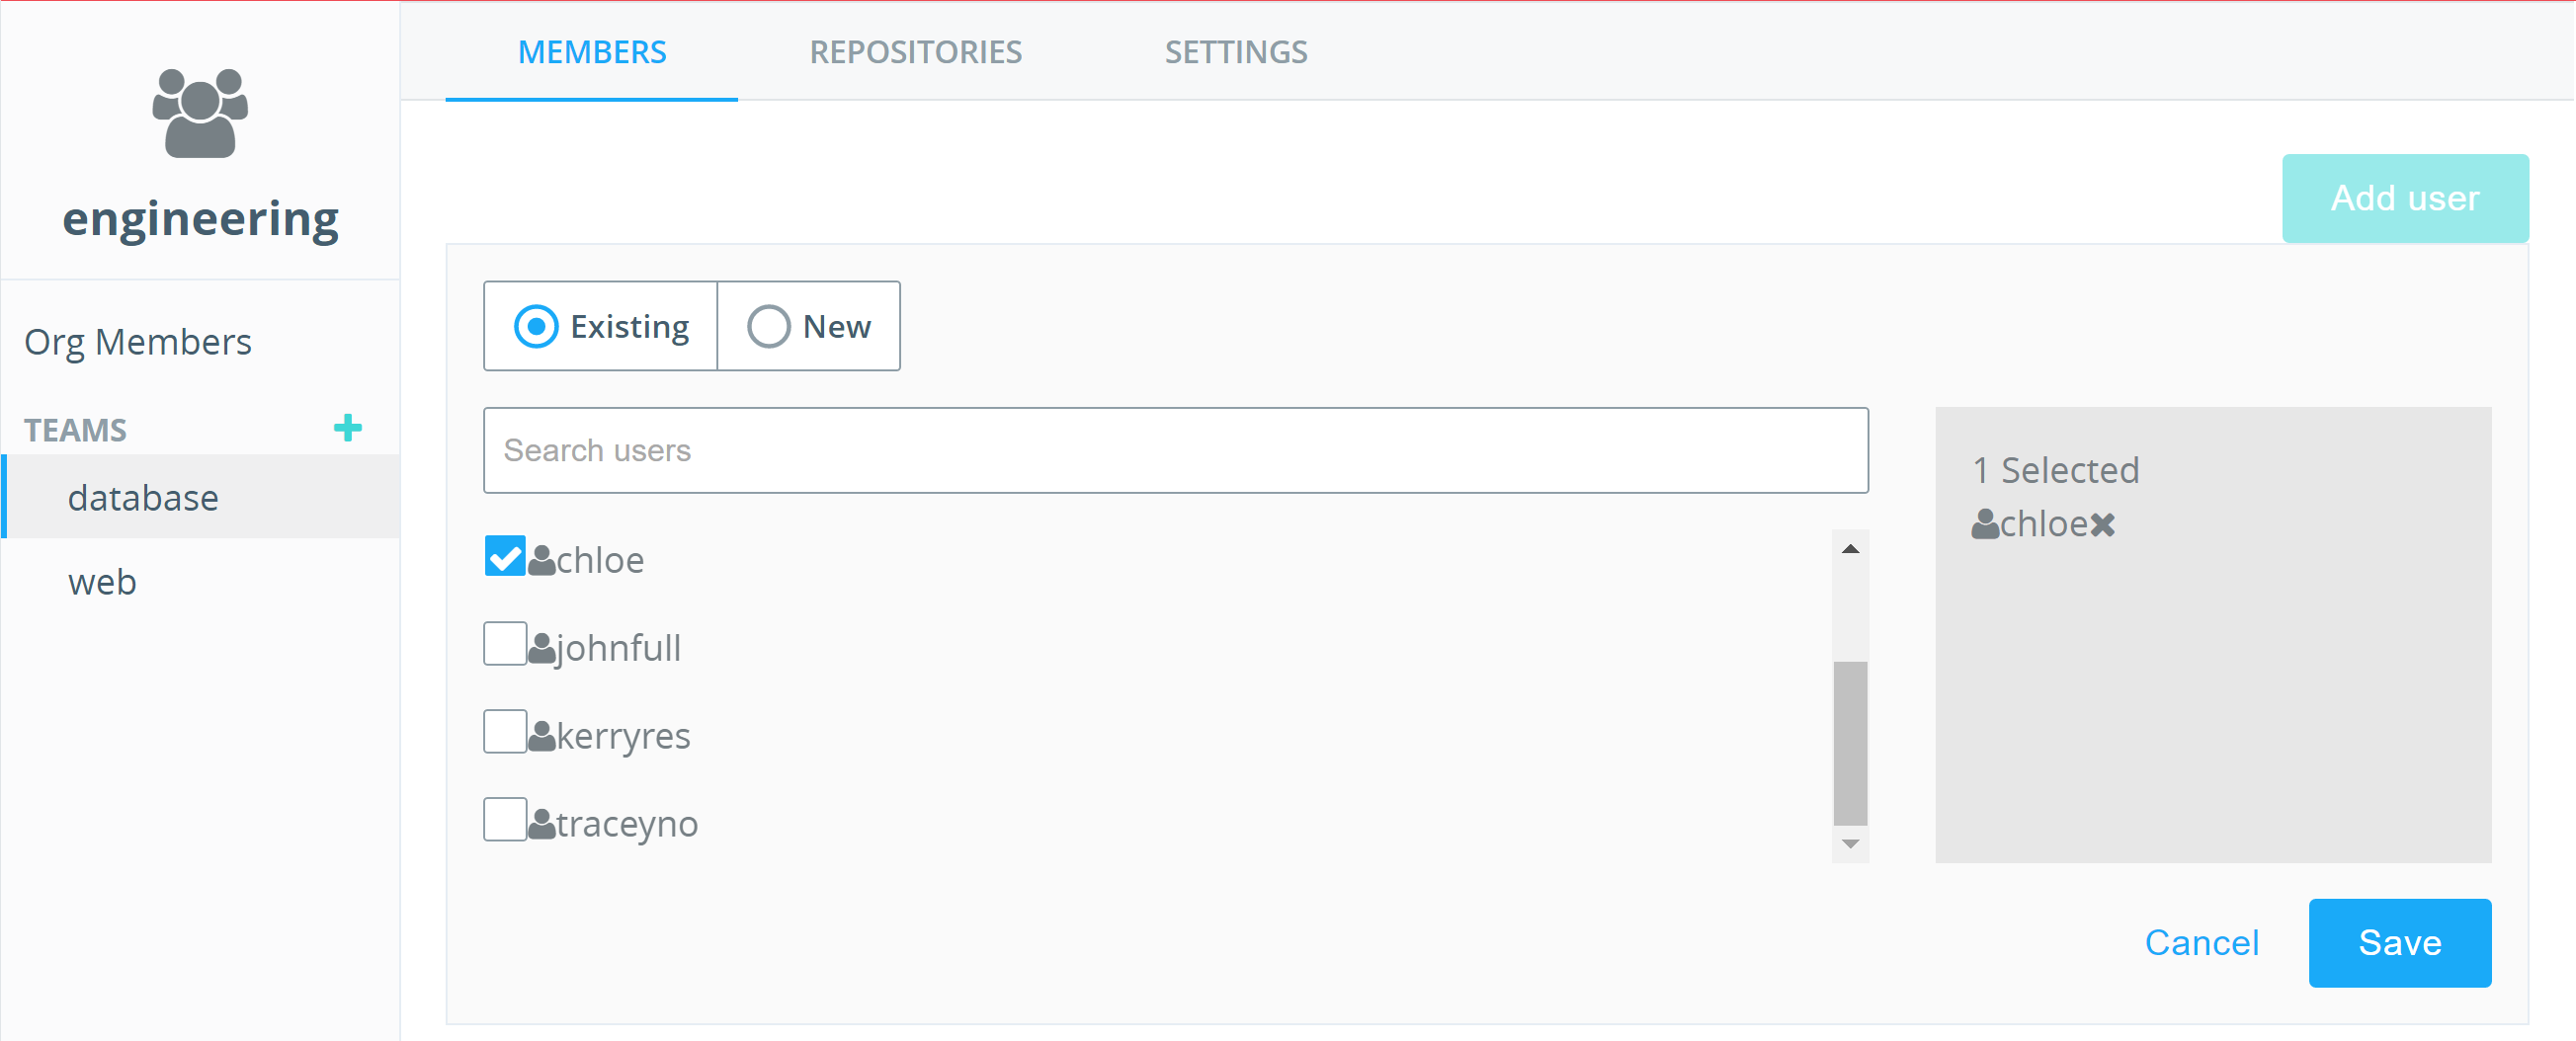 MEMBERS REPOSITORIES SETTINGS
engineering
Org Members
TEAMS
database
web
Add user
Existing New
Search users
chloe
johnfull
kerryres
traceyno
1 Selected
chloe
Cancel Save